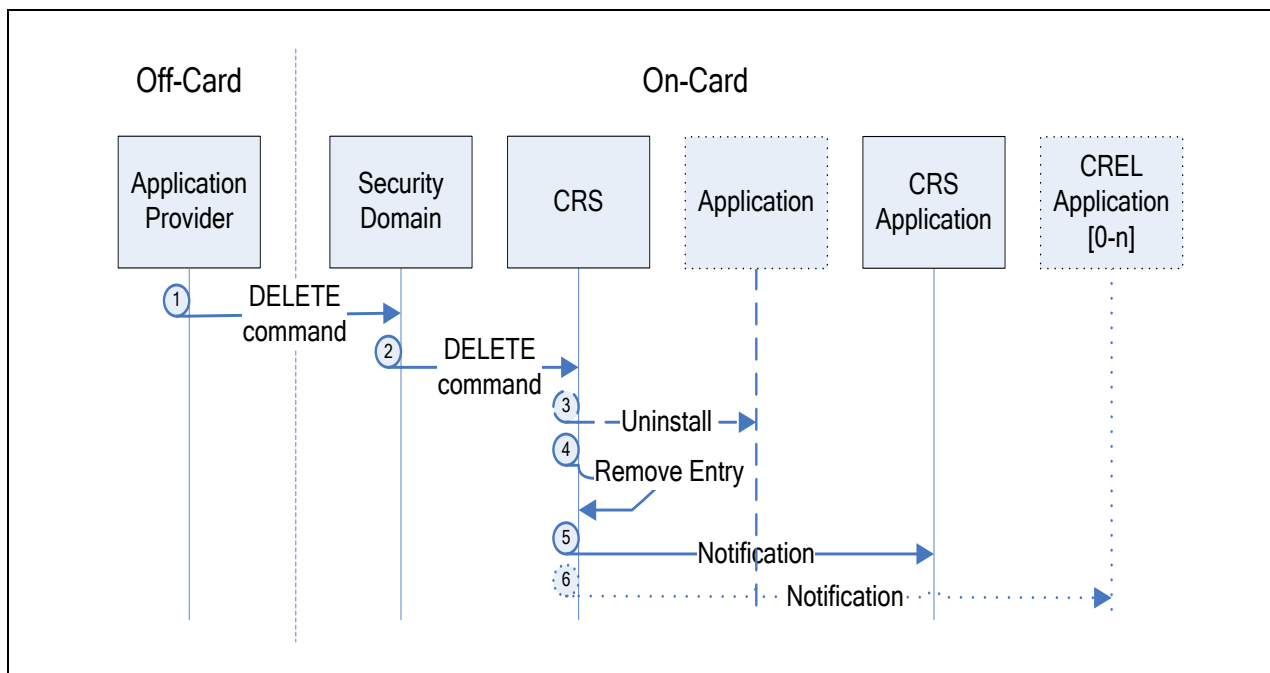 Off-Card
On-Card
Application
Provider
Security
Domain
CRS
Application
CRS
Application
CREL
Application
[0-n]
1
DELETE
command
2
DELETE
command
3
Uninstall
4
Remove Entry
5
Notification
6
Notification